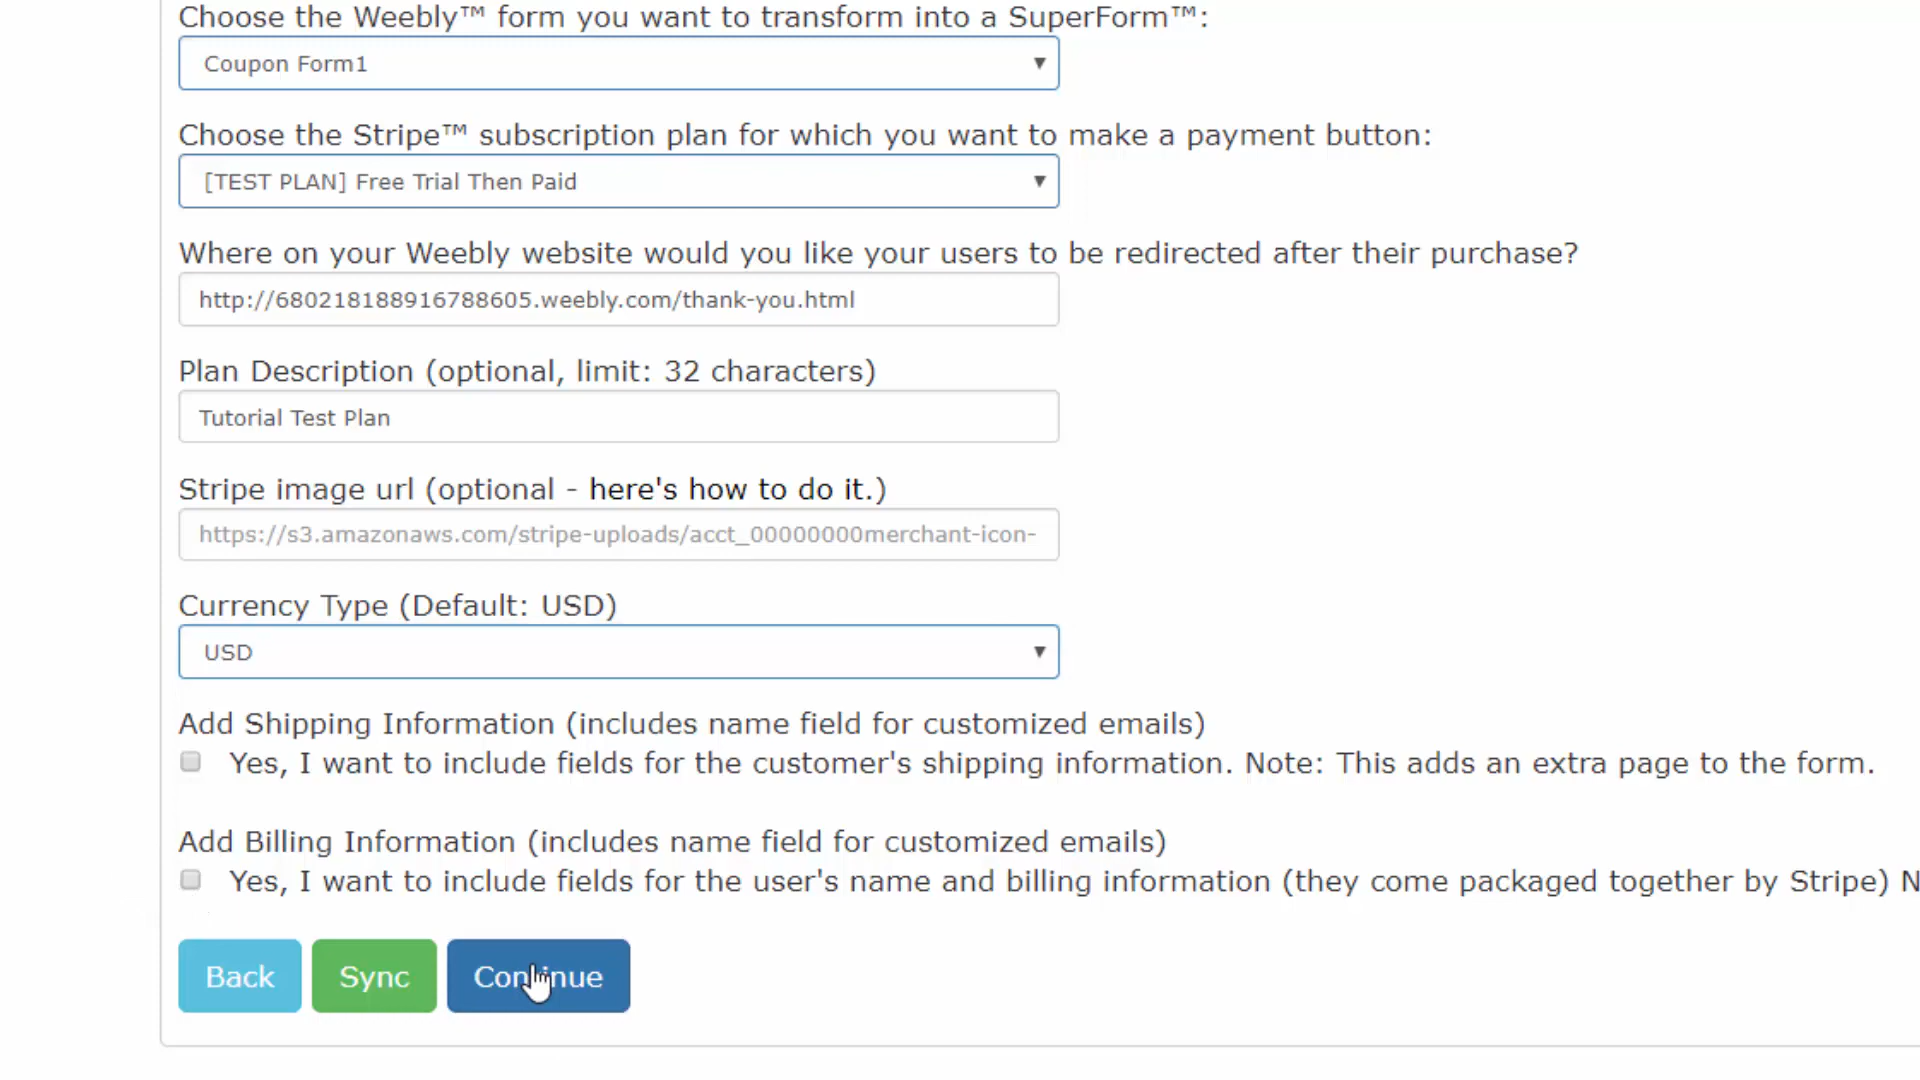 Choose the Weebly™ form you want to transform into a SuperForm™:
Coupon Form1
Choose the Stripe™ subscription plan for which you want to make a payment button:
[TEST PLAN] Free Trial Then Paid
Where on your Weebly website would you like your users to be redirected after their purchase?
http://680218188916788605.weebly.com/thank-you.html
Plan Description (optional, limit: 32 characters)
Tutorial Test Plan
Stripe image url (optional - here's how to do it.)
https://s3.amazonaws.com/stripe-uploads/acct_00000000merchant-icon-
Currency Type (Default: USD)
USD
Add Shipping Information (includes name field for customized emails)
Yes, I want to include fields for the customer's shipping information. Note: This adds an extra page to the form.
Add Billing Information (includes name field for customized emails)
Yes, I want to include fields for the user's name and billing information (they come packaged together by Stripe) N
Back Sync Continue